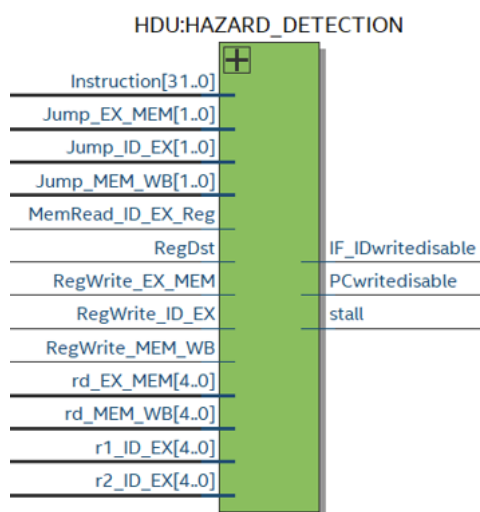 HDU:HAZARD_DETECTION
Instruction[31..0]
Jump_EX_MEM[1..0]
Jump_ID_EX[1..0]
Jump_MEM_WB[1..0]
MemRead_ID_EX_Reg
RegDst
RegWrite_EX_MEM
RegWrite_ID_EX
RegWrite_MEM_WB
rd_EX_MEM[4..0]
rd_MEM_WB[4..0]
r1_ID_EX[4..0]
r2_ID_EX[4..0]
IF_IDwritedisable
PCwritedisable
stall